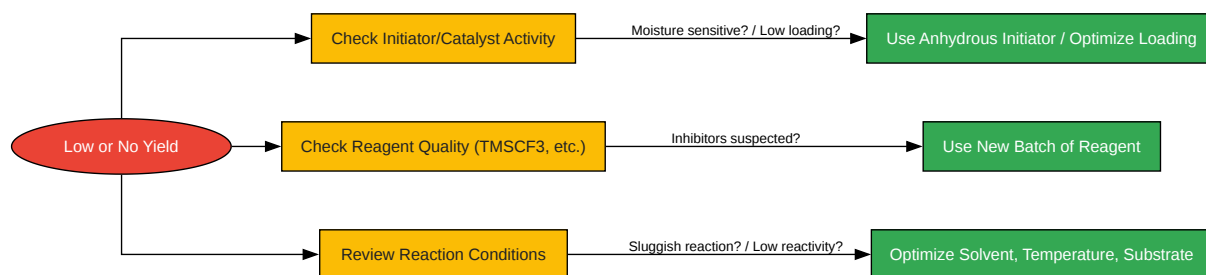 Check Initiator/Catalyst Activity
Moisture sensitive? / Low loading?
Use Anhydrous Initiator / Optimize Loading
Low or No Yield
Check Reagent Quality (TMSCF3, etc.)
Inhibitors suspected?
Use New Batch of Reagent
Review Reaction Conditions
Sluggish reaction? / Low reactivity?
Optimize Solvent, Temperature, Substrate